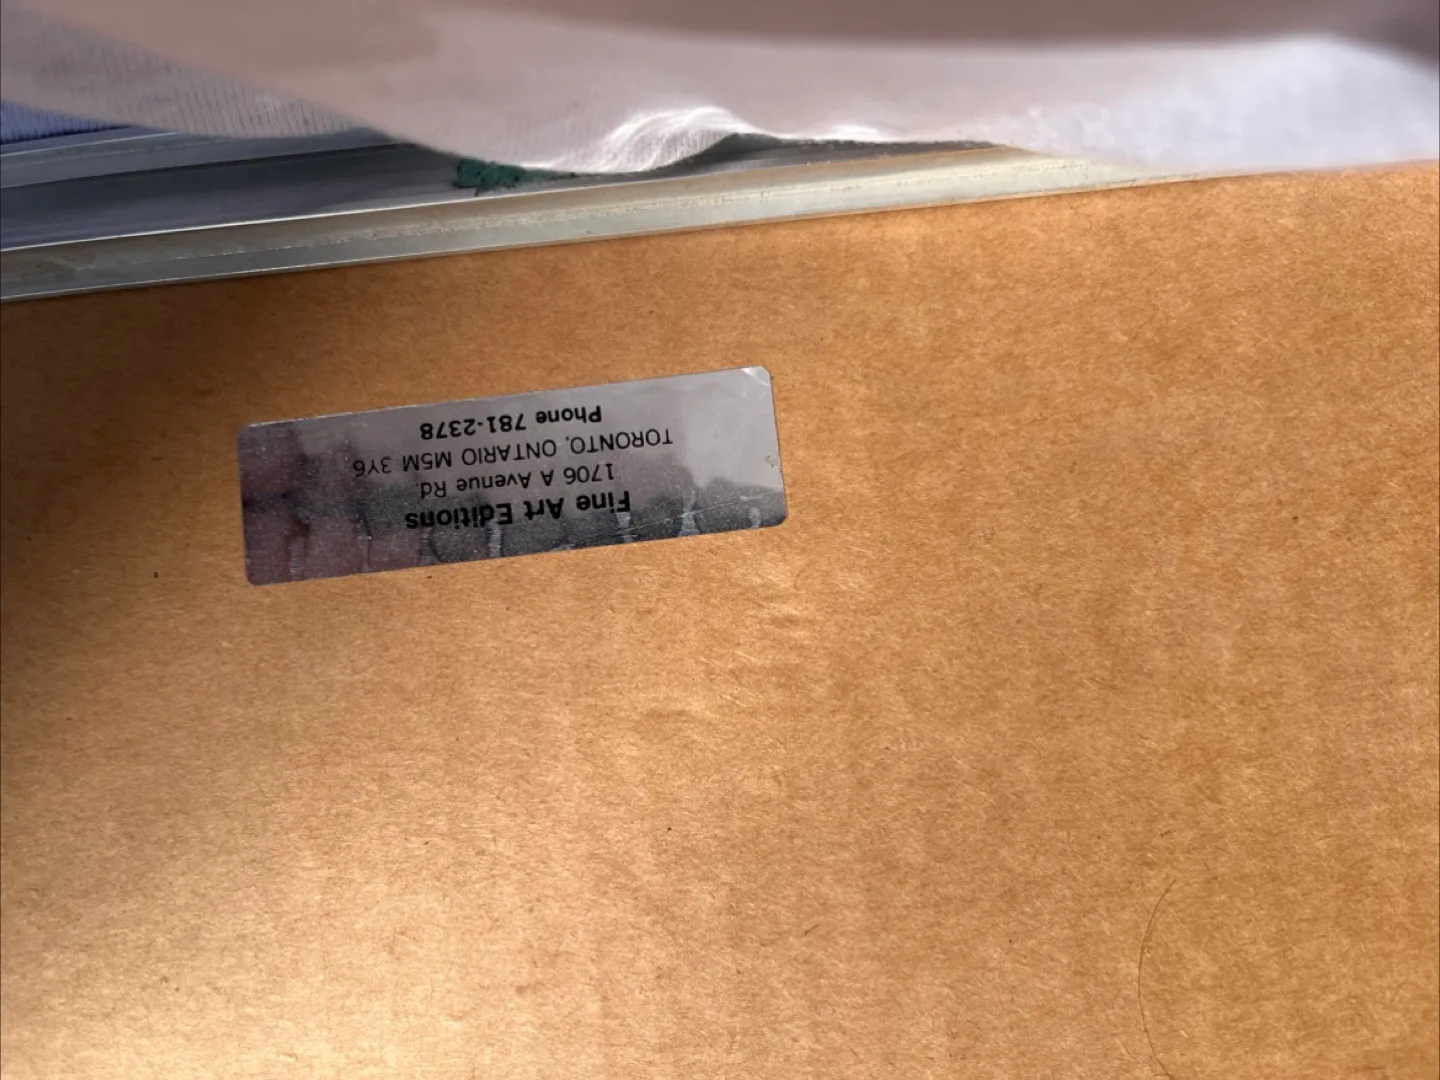 Fine Art Editions
1706 A Avenue Rd.
TORONTO, ONTARIO M5M 3Y6
Phone 781-2378